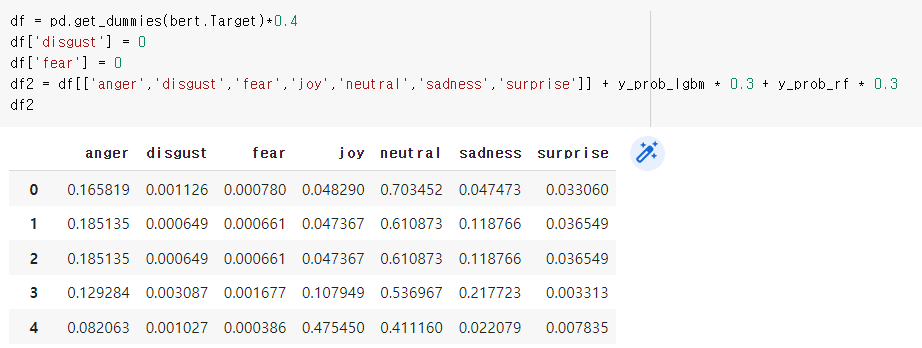 df = pd.get_dummies(bert.Target)*0.4
df['disgust'] = 0
df['fear'] = 0
df2 = df[['anger','disgust','fear','joy','neutral','sadness','surprise']] + y_prob_lgbm * 0.3 + y_prob_rf * 0.3
df2
anger disgust fear joy neutral sadness surprise
0 0.165819 0.001126 0.000780 0.048290 0.703452 0.047473 0.033060
1 0.185135 0.000649 0.000661 0.047367 0.610873 0.118766 0.036549
2 0.185135 0.000649 0.000661 0.047367 0.610873 0.118766 0.036549
3 0.129284 0.003087 0.001677 0.107949 0.536967 0.217723 0.003313
4 0.082063 0.001027 0.000386 0.475450 0.411160 0.022079 0.007835